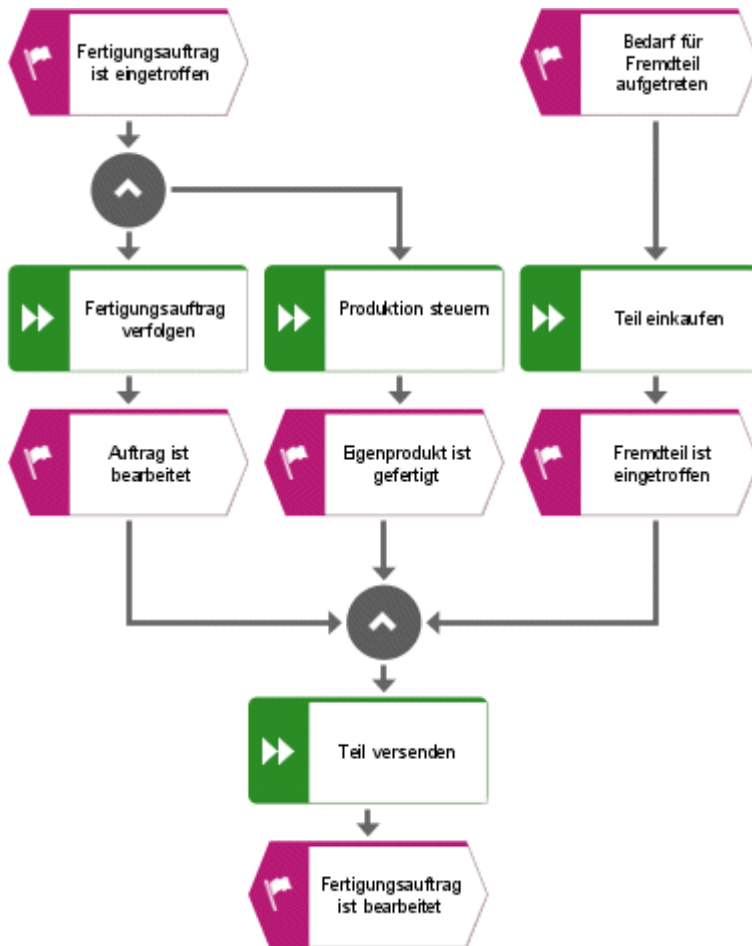 Fertigungsauftrag
ist eingetroffen
Bedarf für
Fremdteil
aufgetreten
Fertigungsauftrag
verfolgen
Produktion steuern
Teil einkaufen
Auftrag ist
bearbeitet
Eigenprodukt ist
gefertigt
Fremdteil ist
eingetroffen
Teil versenden
Fertigungsauftrag
ist bearbeitet